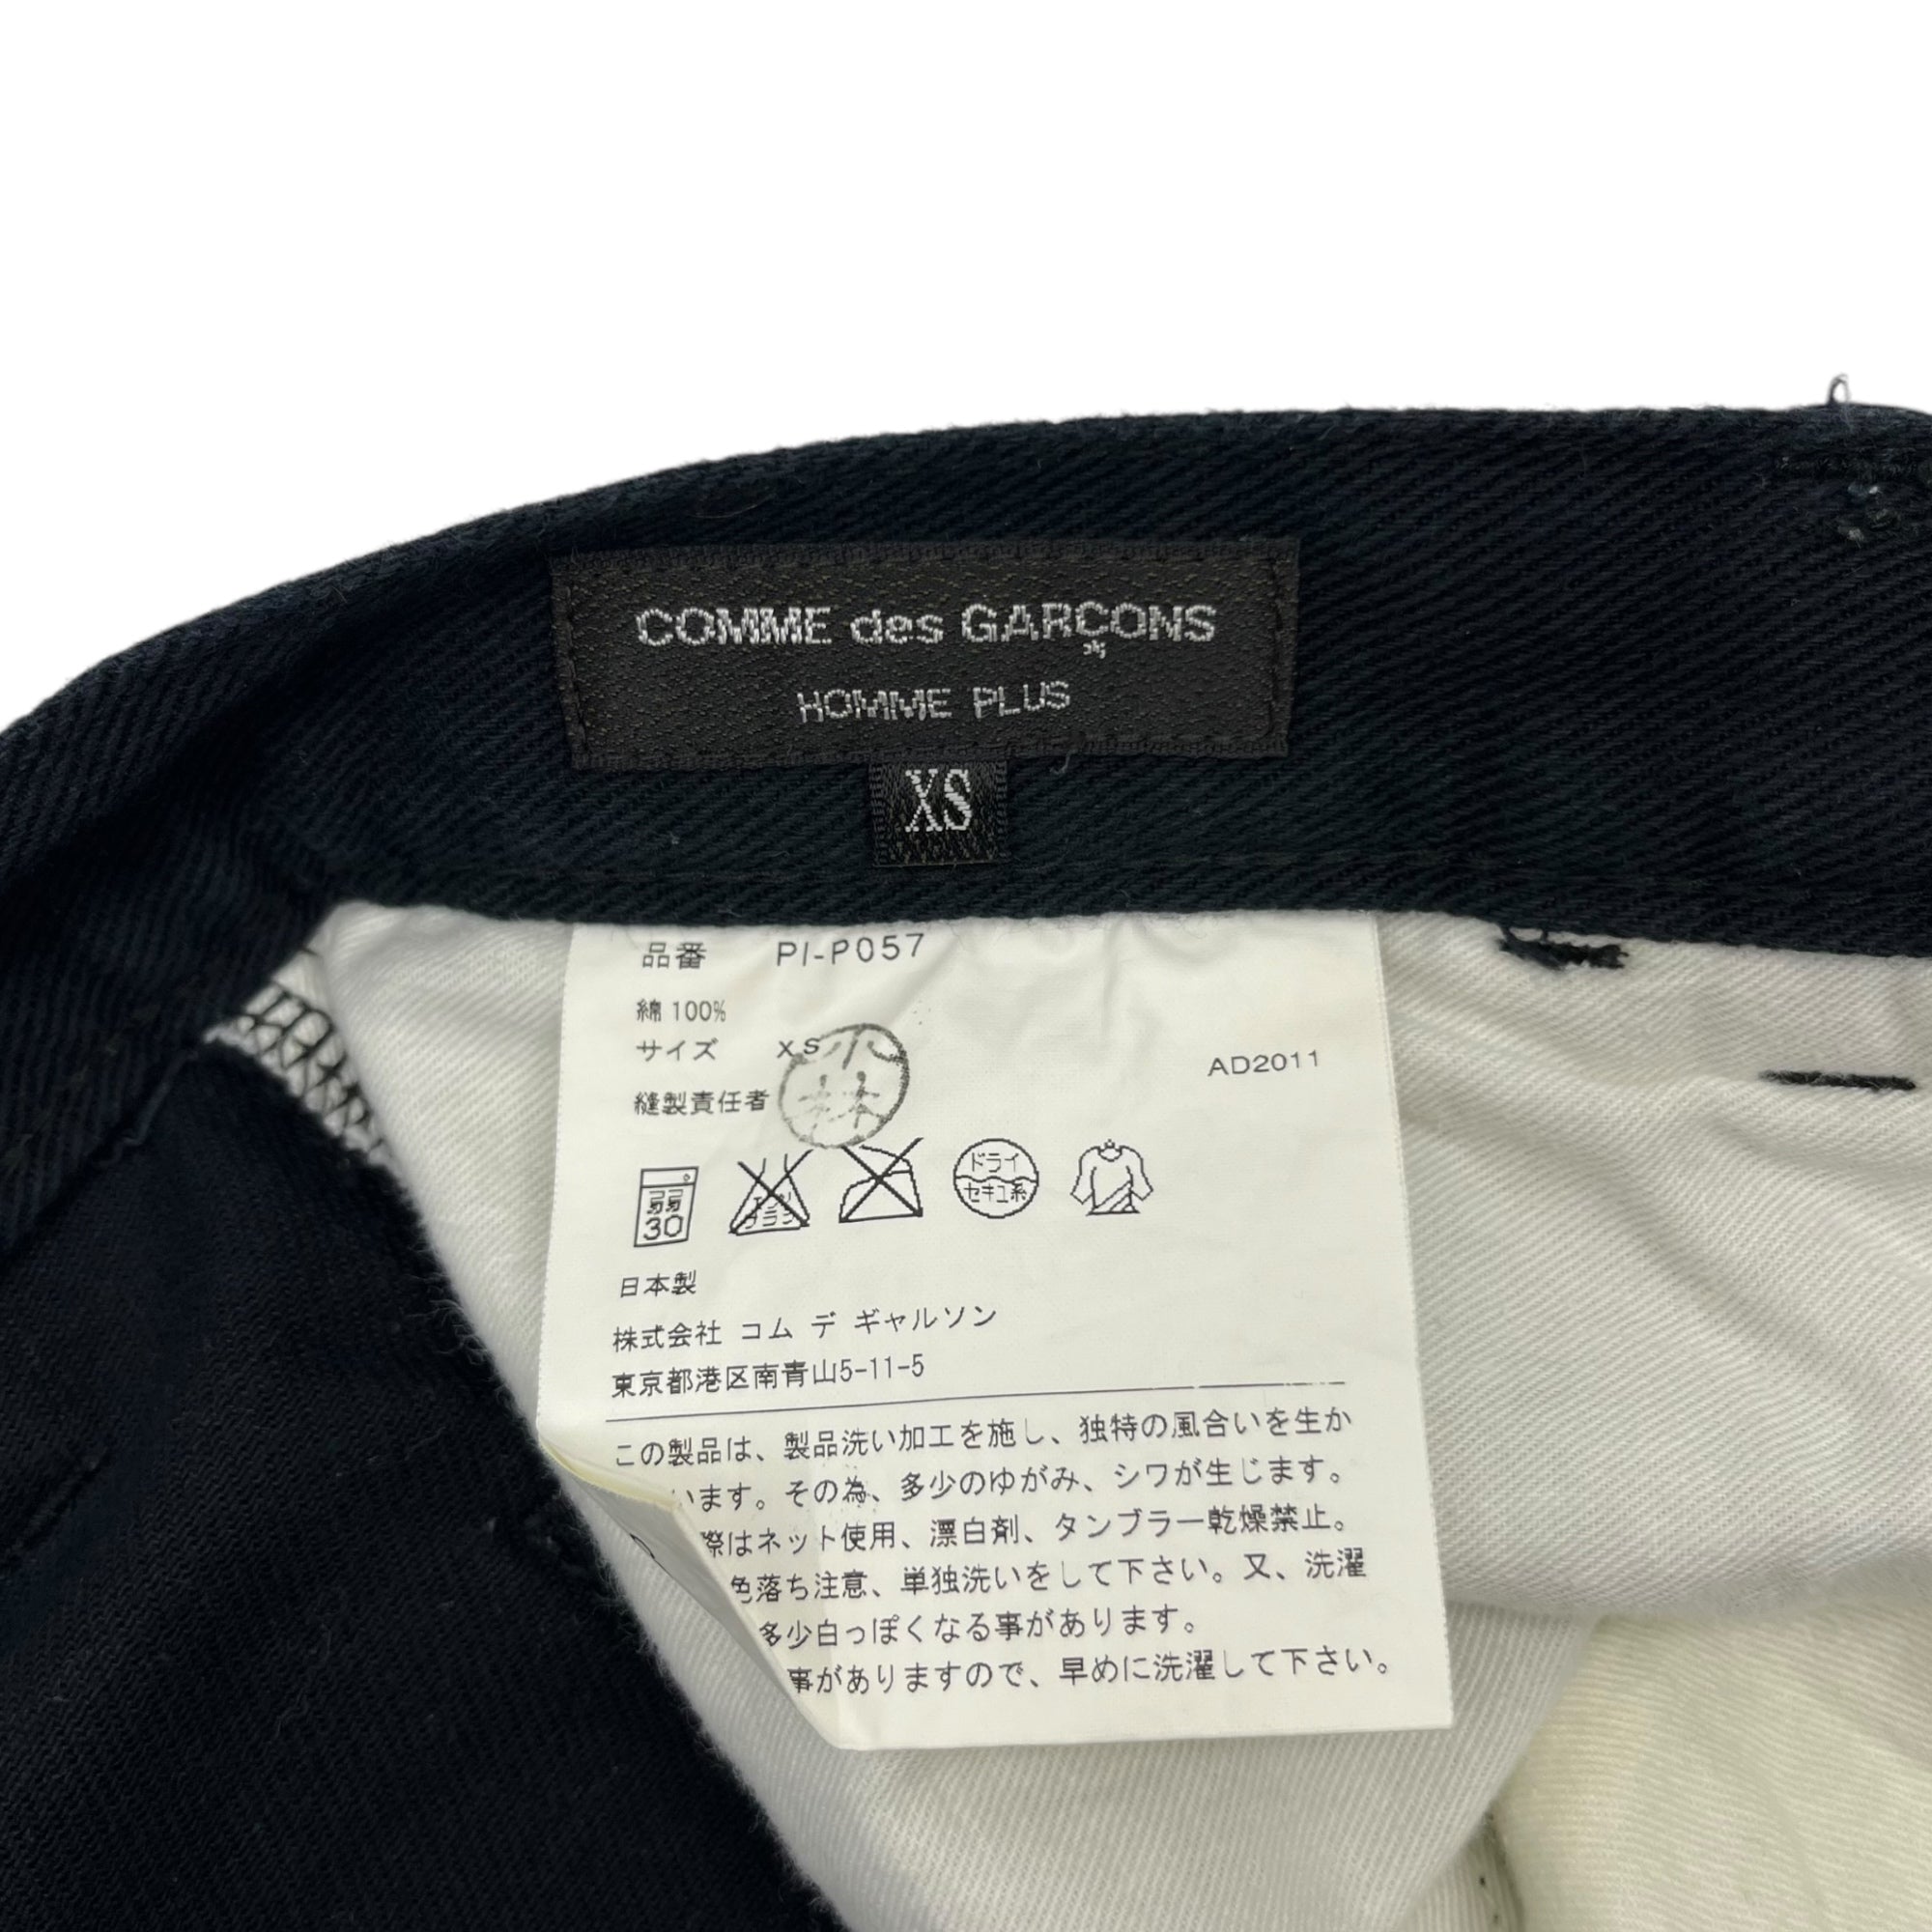 COMME des GARÇONS
HOMME PLUS
XS
品番 PI-P057
綿 100%
サイズ XS
小林
AD2011
縫製責任者
弱 30
エンソ サラシ
ドライ
セキユ系
日本製
株式会社 コム デ ギャルソン
東京都港区南青山5-11-5
この製品は、製品洗い加工を施し、独特の風合いを生か
います。その為、多少のゆがみ、シワが生じます。
際はネット使用、漂白剤、タンブラー乾燥禁止。
色落ち注意、単独洗いをして下さい。又、洗濯
多少白っぽくなる事があります。
事がありますので、早めに洗濯して下さい。